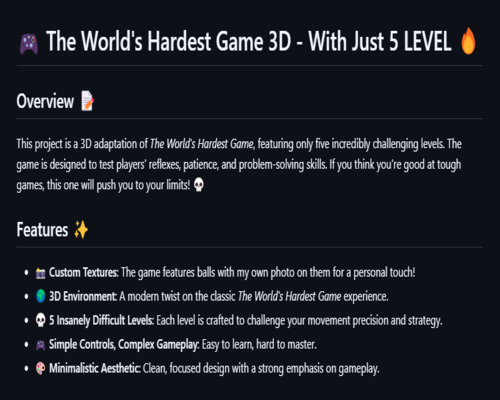 🎮 The World's Hardest Game 3D - With Just 5 LEVEL 🔥
Overview 📝
This project is a 3D adaptation of The World's Hardest Game, featuring only five incredibly challenging levels. The
game is designed to test players' reflexes, patience, and problem-solving skills. If you think you're good at tough
games, this one will push you to your limits! 💀
Features ✨
• 📸 Custom Textures: The game features balls with my own photo on them for a personal touch!
• 🌍 3D Environment: A modern twist on the classic The World's Hardest Game experience.
• 💀 5 Insanely Difficult Levels: Each level is crafted to challenge your movement precision and strategy.
• 🎮 Simple Controls, Complex Gameplay: Easy to learn, hard to master.
• 🎨 Minimalistic Aesthetic: Clean, focused design with a strong emphasis on gameplay.